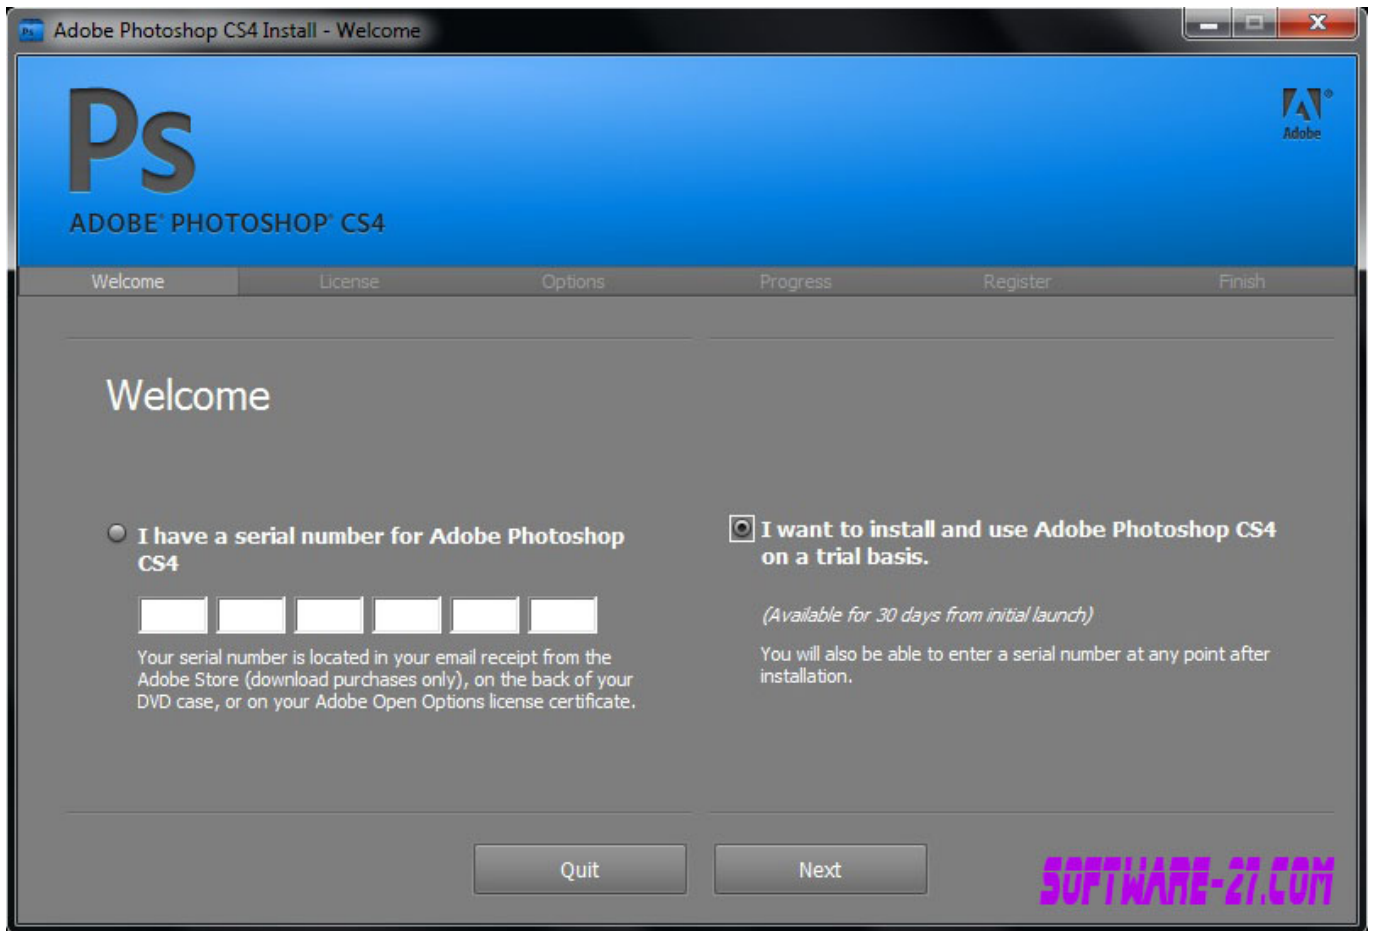 Adobe Photoshop CS4 Install - Welcome
Ps
Adobe
ADOBE® PHOTOSHOP® CS4
Welcome
License
Options
Progress
Register
Finish
Welcome
I have a serial number for Adobe Photoshop
CS4
Your serial number is located in your email receipt from the
Adobe Store (download purchases only), on the back of your
DVD case, or on your Adobe Open Options license certificate.
I want to install and use Adobe Photoshop CS4
on a trial basis.
(Available for 30 days from initial launch)
You will also be able to enter a serial number at any point after
installation.
Quit
Next
SOFTWARE-27.COM